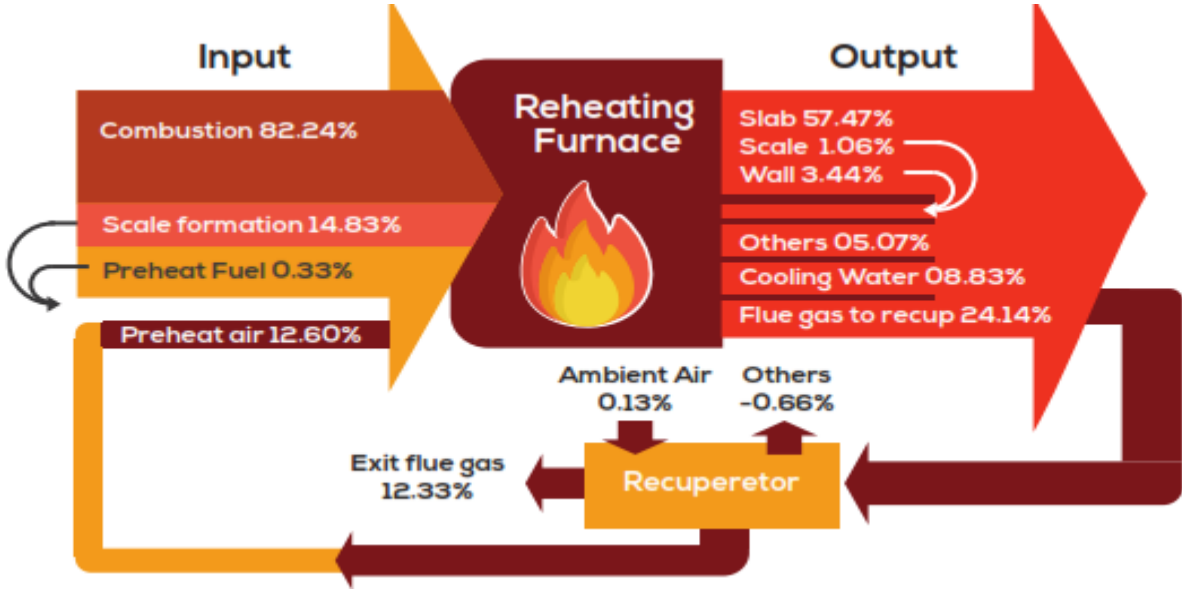 Input
Output
Combustion 82.24%
Scale formation 14.83%
Preheat Fuel 0.33%
Preheat air 12.60%
Reheating
Furnace
Slab 57.47%
Scale 1.06%
Wall 3.44%
Others 05.07%
Cooling Water 08.83%
Flue gas to recup 24.14%
Ambient Air
0.13%
Others
-0.66%
Exit flue gas
12.33%
Recuperetor